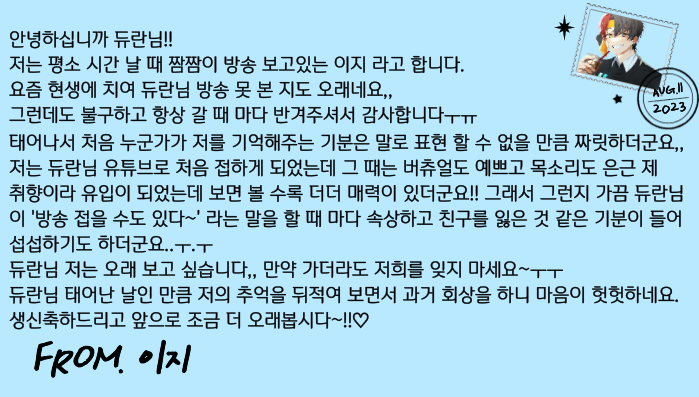 안녕하십니까 듀란님!!
저는 평소 시간 날 때 짬짬이 방송 보고있는 이지 라고 합니다.
요즘 현생에 치여 듀란님 방송 못 본 지도 오래네요,,
그런데도 불구하고 항상 갈 때 마다 반겨주셔서 감사합니다ㅜㅠ
태어나서 처음 누군가가 저를 기억해주는 기분은 말로 표현 할 수 없을 만큼 짜릿하더군요,,
저는 듀란님 유튜브로 처음 접하게 되었는데 그 때는 버츄얼도 예쁘고 목소리도 은근 제
취향이라 유입이 되었는데 보면 볼 수록 더더 매력이 있더군요!! 그래서 그런지 가끔 듀란님
이 '방송 접을 수도 있다~' 라는 말을 할 때 마다 속상하고 친구를 잃은 것 같은 기분이 들어
섭섭하기도 하더군요..ㅜ.ㅜ
듀란님 저는 오래 보고 싶습니다,, 만약 가더라도 저희를 잊지 마세요~ㅜㅜ
듀란님 태어난 날인 만큼 저의 추억을 뒤적여 보면서 과거 회상을 하니 마음이 헛헛하네요.
생신축하드리고 앞으로 조금 더 오래봅시다~!!♡
FROM. 이지
AUG.11
2023